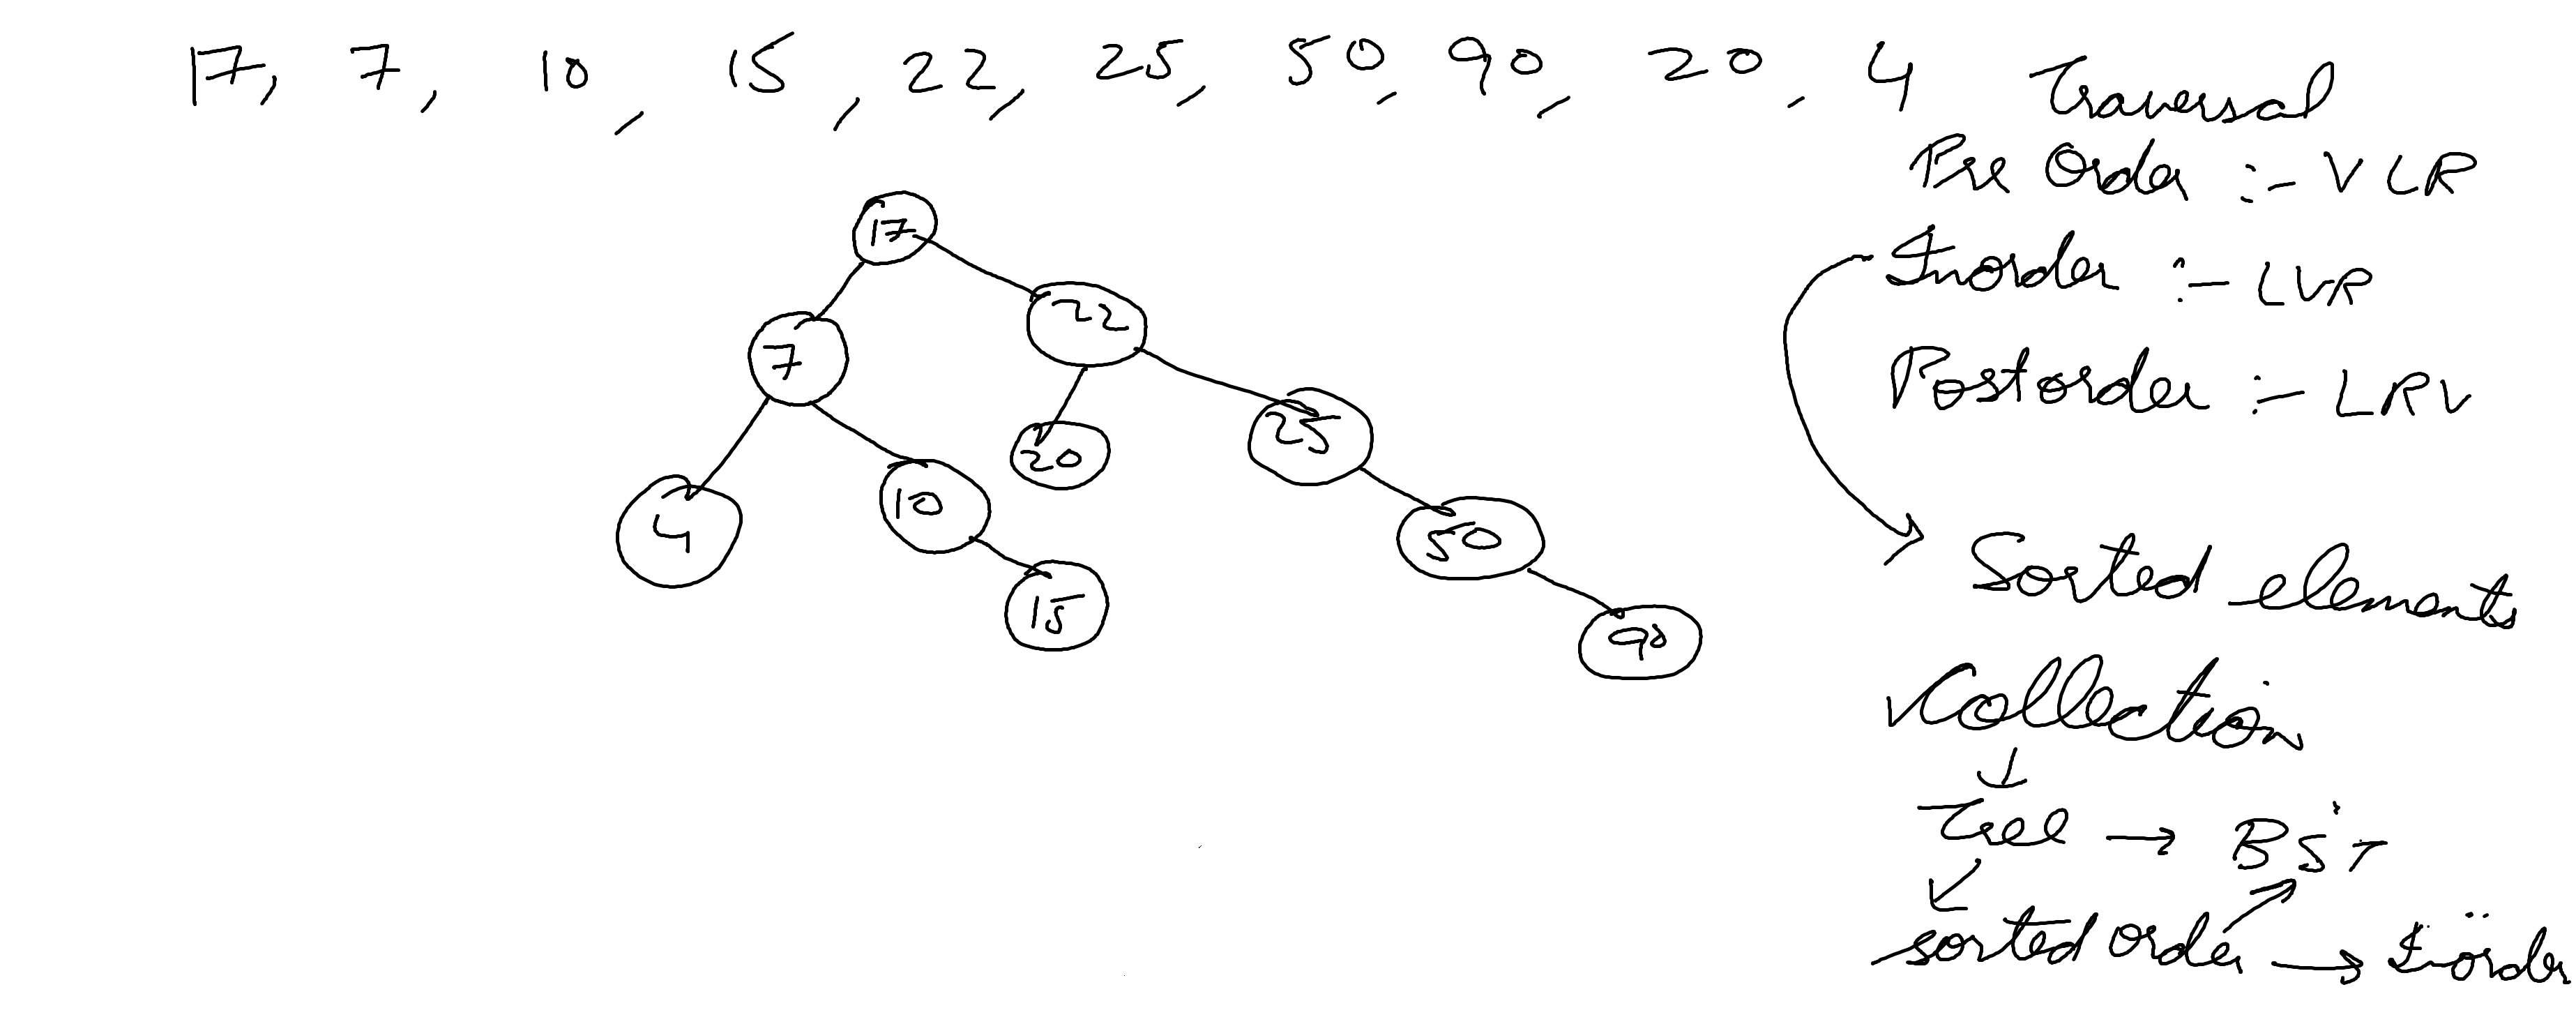 17, 7, 10, 15, 22, 25, 50, 90, 20, 4
Traversal
Pre Order :- VLR
Inorder :- LVR
Postorder :- LRV
17
22
7
25
20
4
10
50
15
90
Sorted elements
Collection
Tree → BST
sorted order → Inorder